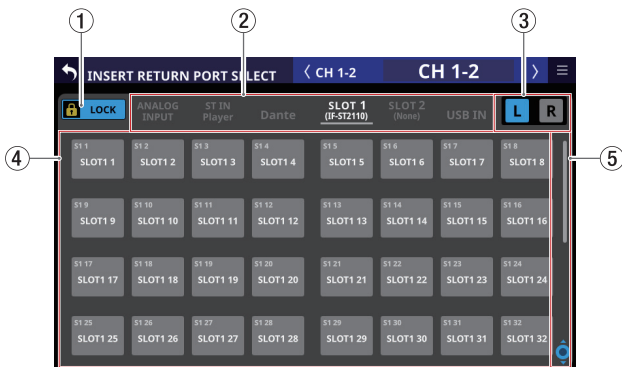 1 2 3
INSERT RETURN PORT SELECT CH 1-2 CH 1-2
LOCK ANALOG INPUT ST IN Player Dante SLOT 1 (IF-ST2110) SLOT 2 (None) USB IN L R
4 5
S1 1 S1 2 S1 3 S1 4 S1 5 S1 6 S1 7 S1 8
SLOT1 1 SLOT1 2 SLOT1 3 SLOT1 4 SLOT1 5 SLOT1 6 SLOT1 7 SLOT1 8
S1 9 S1 10 S1 11 S1 12 S1 13 S1 14 S1 15 S1 16
SLOT1 9 SLOT1 10 SLOT1 11 SLOT1 12 SLOT1 13 SLOT1 14 SLOT1 15 SLOT1 16
S1 17 S1 18 S1 19 S1 20 S1 21 S1 22 S1 23 S1 24
SLOT1 17 SLOT1 18 SLOT1 19 SLOT1 20 SLOT1 21 SLOT1 22 SLOT1 23 SLOT1 24
S1 25 S1 26 S1 27 S1 28 S1 29 S1 30 S1 31 S1 32
SLOT1 25 SLOT1 26 SLOT1 27 SLOT1 28 SLOT1 29 SLOT1 30 SLOT1 31 SLOT1 32